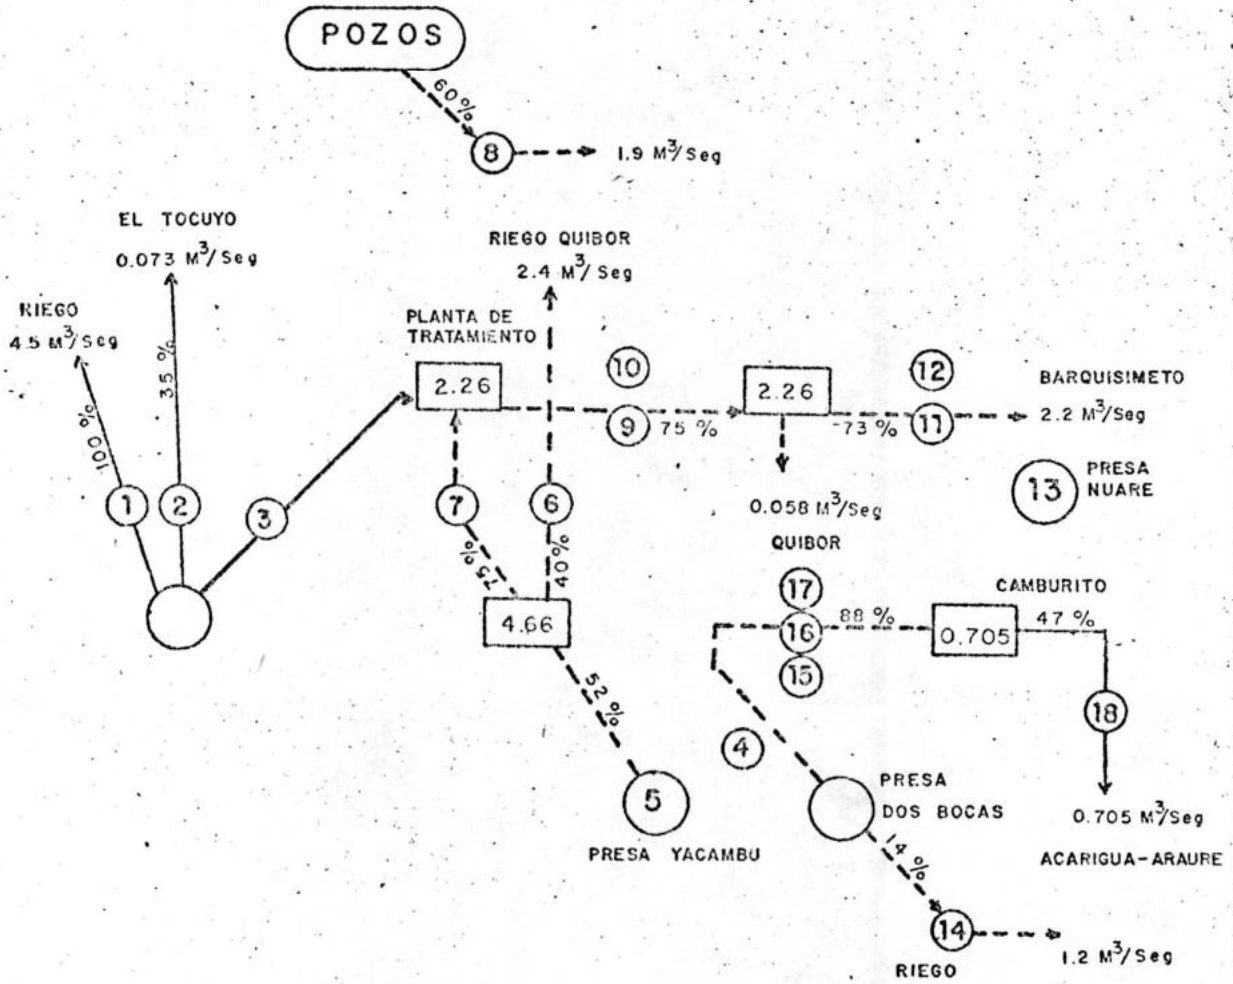 POZOS
60%
8
1.9 M³/Seg
EL TOCUYO
0.073 M³/Seg
RIEGO
4.5 M³/Seg
100%
35%
1
2
3
RIEGO QUIBOR
2.4 M³/Seg
PLANTA DE
TRATAMIENTO
2.26
10
9
75%
2.26
12
11
73%
BARQUISIMETO
2.2 M³/Seg
13
PRESA
NUARE
0.058 M³/Seg
QUIBOR
7
6
75%
40%
4.66
52%
5
PRESA YACAMBU
17
16
15
88%
CAMBURITO
0.705
47%
18
0.705 M³/Seg
ACARIGUA-ARAURE
4
PRESA
DOS BOCAS
14%
14
RIEGO
1.2 M³/Seg